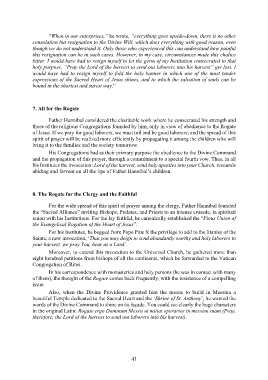 "When in our enterprises," he wrote, "everything goes upside-down, there is no other
consolation but resignation to the Divine Will, which does everything with good reason, even
though we do not understand it. Only those who experienced this can understand how painful
this resignation can be in such cases. However, in my case, circumstances made this chalice
bitter. I would have had to resign myself to let the germ of my Institution consecrated to that
holy purpose, "Pray the Lord of the harvest to send out laborers into his harvest" get lost. I
would have had to resign myself to fold the holy banner in which one of the most tender
expressions of the Sacred Heart of Jesus shines, and in which the salvation of souls can be
found in the shortest and sacred way."
7. All for the Rogate
Father Hannibal considered the charitable work where he consecrated his strength and
those of the religious Congregations founded by him, only in view of obedience to the Rogate
of Jesus. If we pray for good laborers, we must toil and be good laborers; and the spread of this
spirit of prayer will be realized more efficiently by propagating it among the children who will
bring it to the families and the society tomorrow.
His Congregations had as their primary purpose the obedience to the Divine Command
and the propagation of this prayer, through a commitment to a special fourth vow. Thus, in all
his Institutes the invocation: Lord of the harvest, send holy apostles into your Church, resounds
abiding and fervent on all the lips of Father Hannibal's children.
8. The Rogate for the Clergy and the Faithful
For the wide spread of this spirit of prayer among the clergy, Father Hannibal founded
the "Sacred Alliance" inviting Bishops, Prelates, and Priests to an intense crusade, in spiritual
union with his Institutions. For the lay faithful, he canonically established the "Pious Union of
the Evangelical Rogation of the Heart of Jesus".
For his Institutes, he begged from Pope Pius X the privilege to add to the litanies of the
Saints, a new invocation, "That you may deign to send abundantly worthy and holy laborers to
your harvest, we pray You, hear us o Lord".
Moreover, to extend this invocation to the Universal Church, he gathered more than
eight hundred petitions from bishops of all the continents, which he forwarded to the Vatican
Congregation of Rites.
In his correspondence with monasteries and holy persons (he was in contact with many
of them), the thought of the Rogate comes back frequently, with the insistence of a compelling
issue.
Also, when the Divine Providence granted him the means to build in Messina a
beautiful Temple dedicated to the Sacred Heart and the 'Shrine of St. Anthony', he wanted the
words of the Divine Command to shine on its façade. You could see clearly the huge characters
in the original Latin: Rogate ergo Dominum Messis ut mittat operarios in messem suam (Pray,
therefore, the Lord of the harvest to send out laborers into his harvest).
41